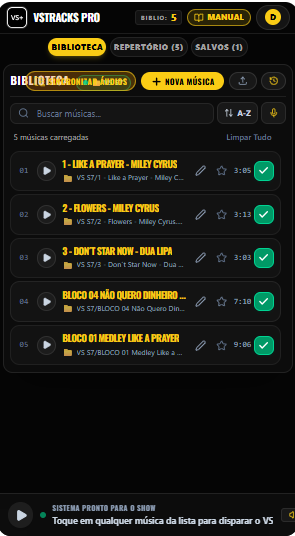 VS+ VSTRACKS PRO BIBLIO: 5 MANUAL D
BIBLIOTECA REPERTÓRIO (5) SALVOS (1)
BIBLIOTECA + NOVA MÚSICA
Buscar músicas... A-Z
5 músicas carregadas Limpar Tudo
01 1 - LIKE A PRAYER - MILEY CYRUS 3:05
VS S7/1 · Like a Prayer · Miley C...
02 2 - FLOWERS - MILEY CYRUS 3:13
VS S7/2 · Flowers · Miley Cyrus...
03 3 - DON'T STAR NOW - DUA LIPA 3:03
VS S7/3 · Don't Star Now · Dua ...
04 BLOCO 04 NÃO QUERO DINHEIRO ... 7:10
VS S7/BLOCO 04 Não Quero Din...
05 BLOCO 01 MEDLEY LIKE A PRAYER 9:06
VS S7/BLOCO 01 Medley Like a ...
SISTEMA PRONTO PARA O SHOW
Toque em qualquer música da lista para disparar o VS